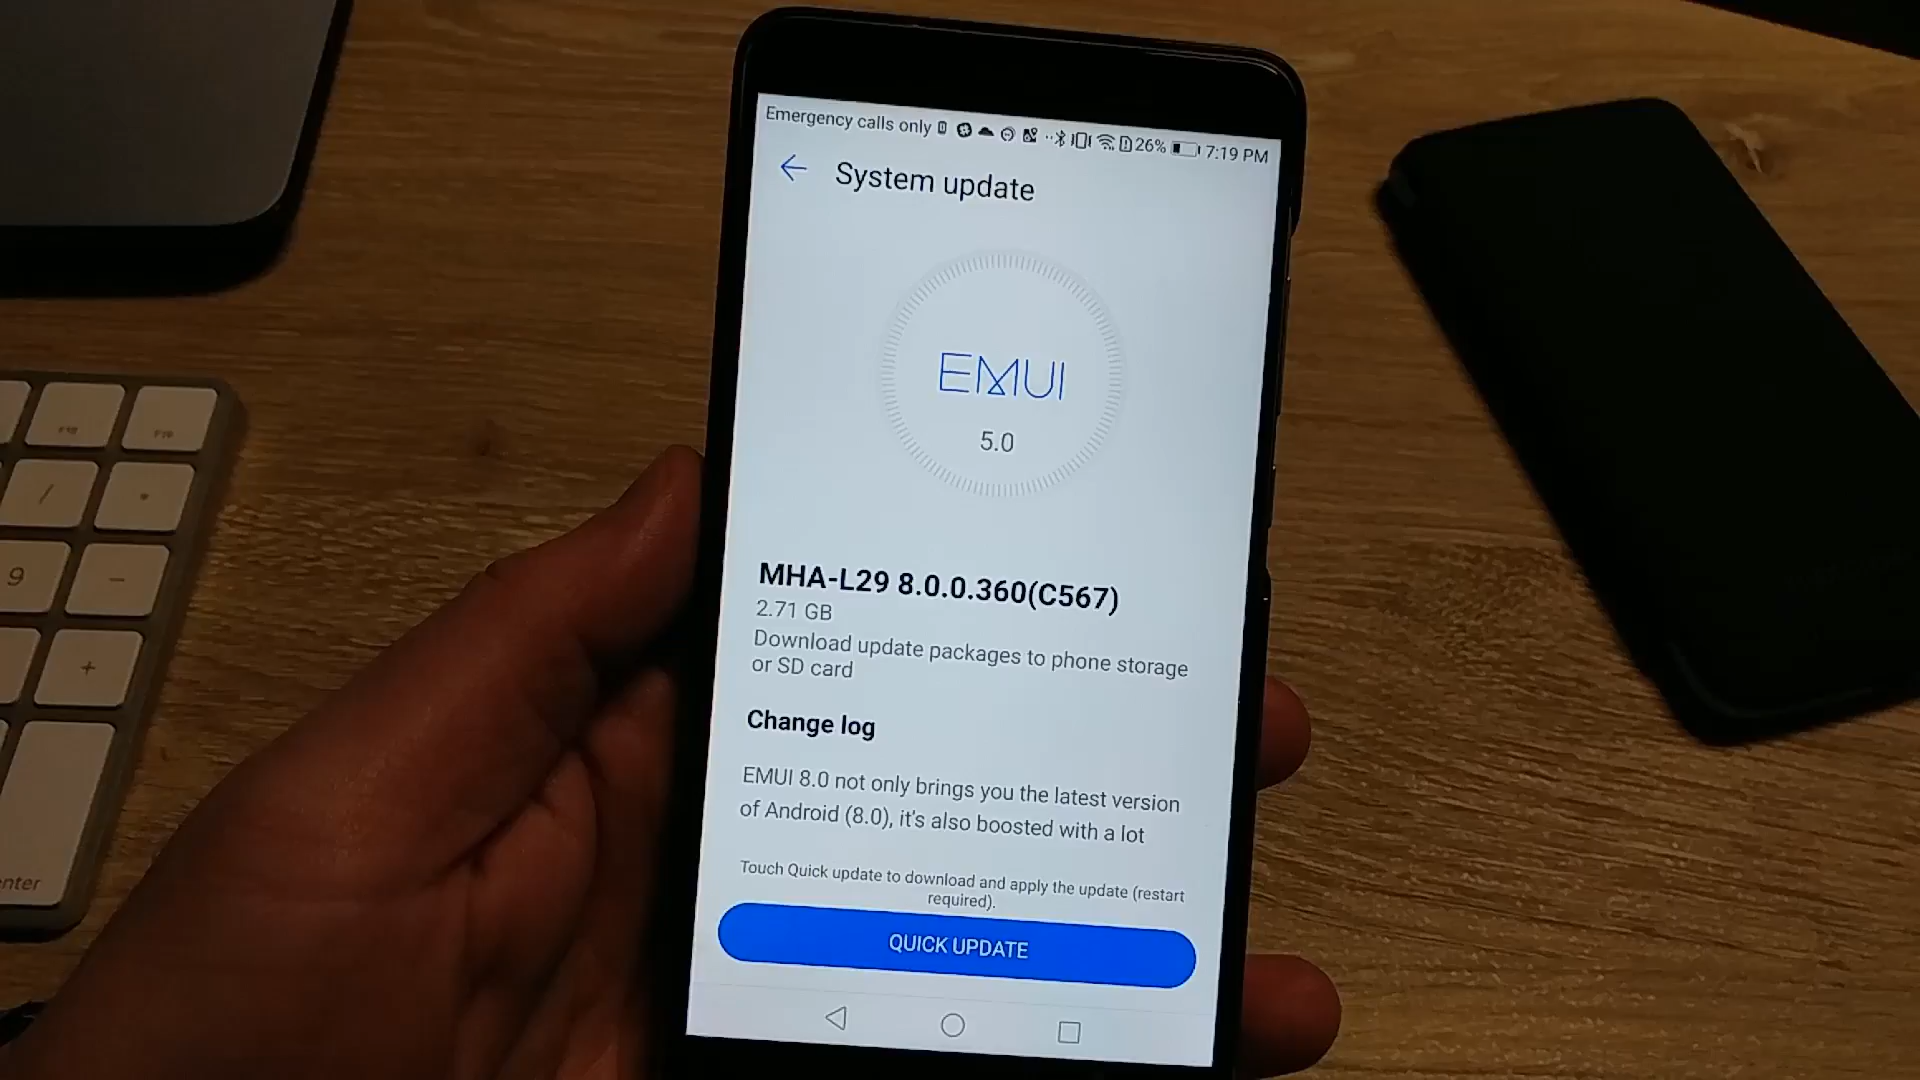 Emergency calls only 26% 7:19 PM
System update
EMUI
5.0
MHA-L29 8.0.0.360(C567)
2.71 GB
Download update packages to phone storage
or SD card
Change log
EMUI 8.0 not only brings you the latest version
of Android (8.0), it's also boosted with a lot
Touch Quick update to download and apply the update (restart
required).
QUICK UPDATE
/
*
9
-
+
nter